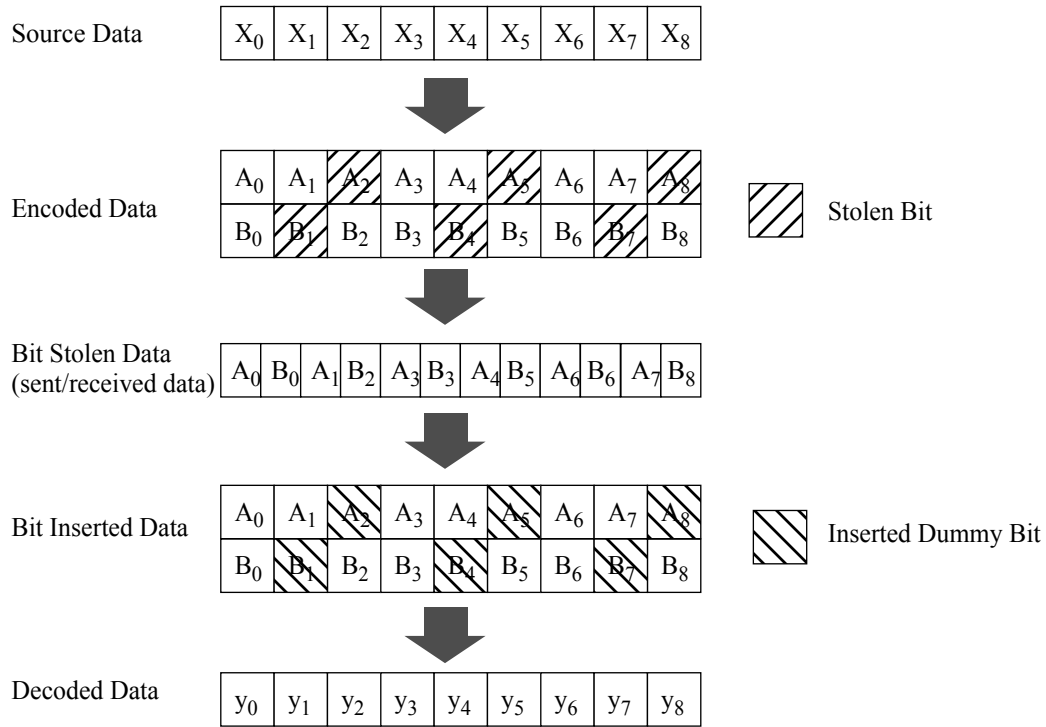 Source Data
X₀ X₁ X₂ X₃ X₄ X₅ X₆ X₇ X₈
Encoded Data
A₀ A₁ A₂ A₃ A₄ A₅ A₆ A₇ A₈
B₀ B₁ B₂ B₃ B₄ B₅ B₆ B₇ B₈
Stolen Bit
Bit Stolen Data
(sent/received data)
A₀ B₀ A₁ B₂ A₃ B₃ A₄ B₅ A₆ B₆ A₇ B₈
Bit Inserted Data
A₀ A₁ A₂ A₃ A₄ A₅ A₆ A₇ A₈
B₀ B₁ B₂ B₃ B₄ B₅ B₆ B₇ B₈
Inserted Dummy Bit
Decoded Data
y₀ y₁ y₂ y₃ y₄ y₅ y₆ y₇ y₈